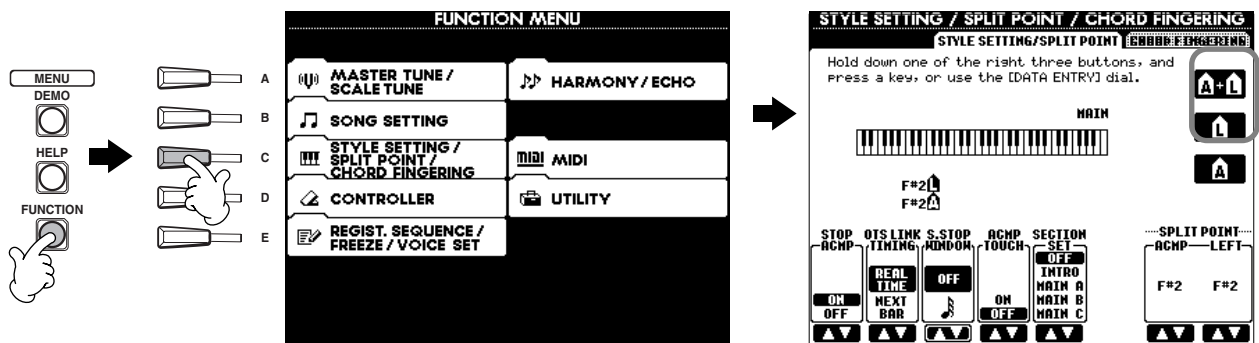 MENU
DEMO
HELP
FUNCTION
A
B
C
D
E
FUNCTION MENU
MASTER TUNE /
SCALE TUNE
SONG SETTING
STYLE SETTING /
SPLIT POINT /
CHORD FINGERING
CONTROLLER
REGIST. SEQUENCE /
FREEZE / VOICE SET
HARMONY / ECHO
MIDI MIDI
UTILITY
STYLE SETTING / SPLIT POINT / CHORD FINGERING
STYLE SETTING/SPLIT POINT CHORD FINGERING
Hold down one of the right three buttons, and
press a key, or use the [DATA ENTRY] dial.
A+L
L
A
MAIN
F#2 L
F#2 A
STOP ACMP
ON
OFF
OTS LINK TIMING
REAL TIME
NEXT BAR
S.STOP WINDOW
OFF
ACMP TOUCH
ON
OFF
SECTION SET
OFF
INTRO
MAIN A
MAIN B
MAIN C
SPLIT POINT
ACMP LEFT
F#2 F#2